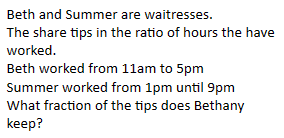 Beth and Summer are waitresses.
The share tips in the ratio of hours the have
worked.
Beth worked from 11am to 5pm
Summer worked from 1pm until 9pm
What fraction of the tips does Bethany
keep?